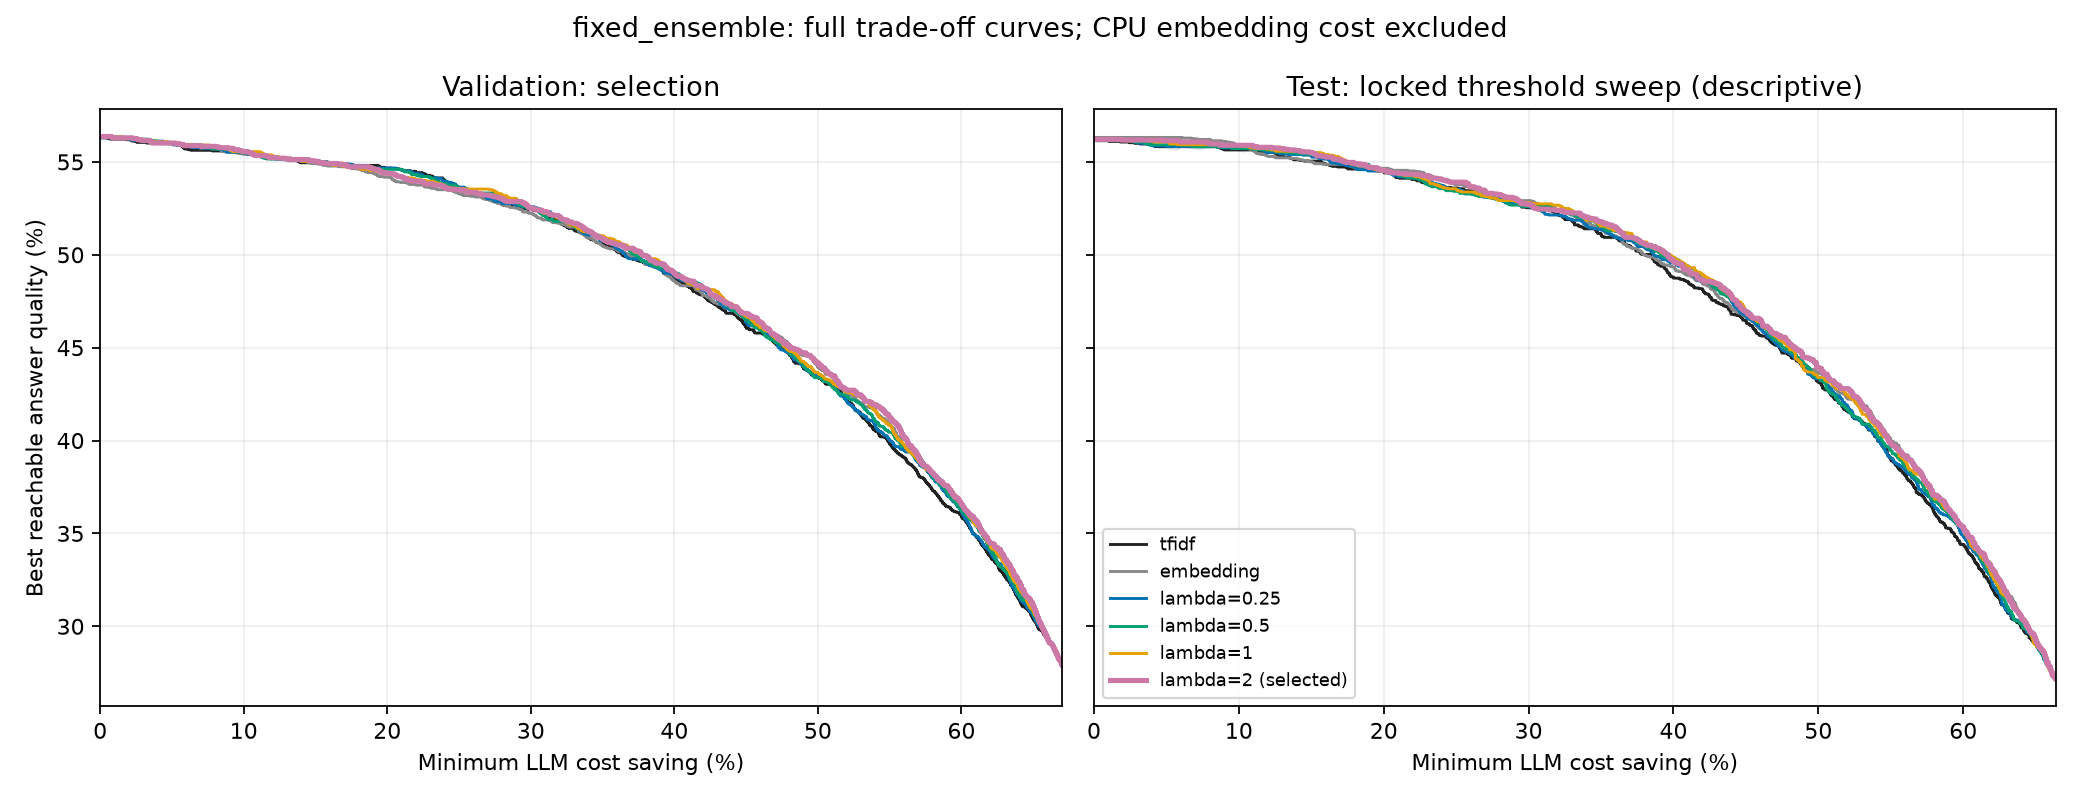 fixed_ensemble: full trade-off curves; CPU embedding cost excluded
Validation: selection
Best reachable answer quality (%)
55
50
45
40
35
30
0 10 20 30 40 50 60
Minimum LLM cost saving (%)
Test: locked threshold sweep (descriptive)
tfidf
embedding
lambda=0.25
lambda=0.5
lambda=1
lambda=2 (selected)
0 10 20 30 40 50 60
Minimum LLM cost saving (%)